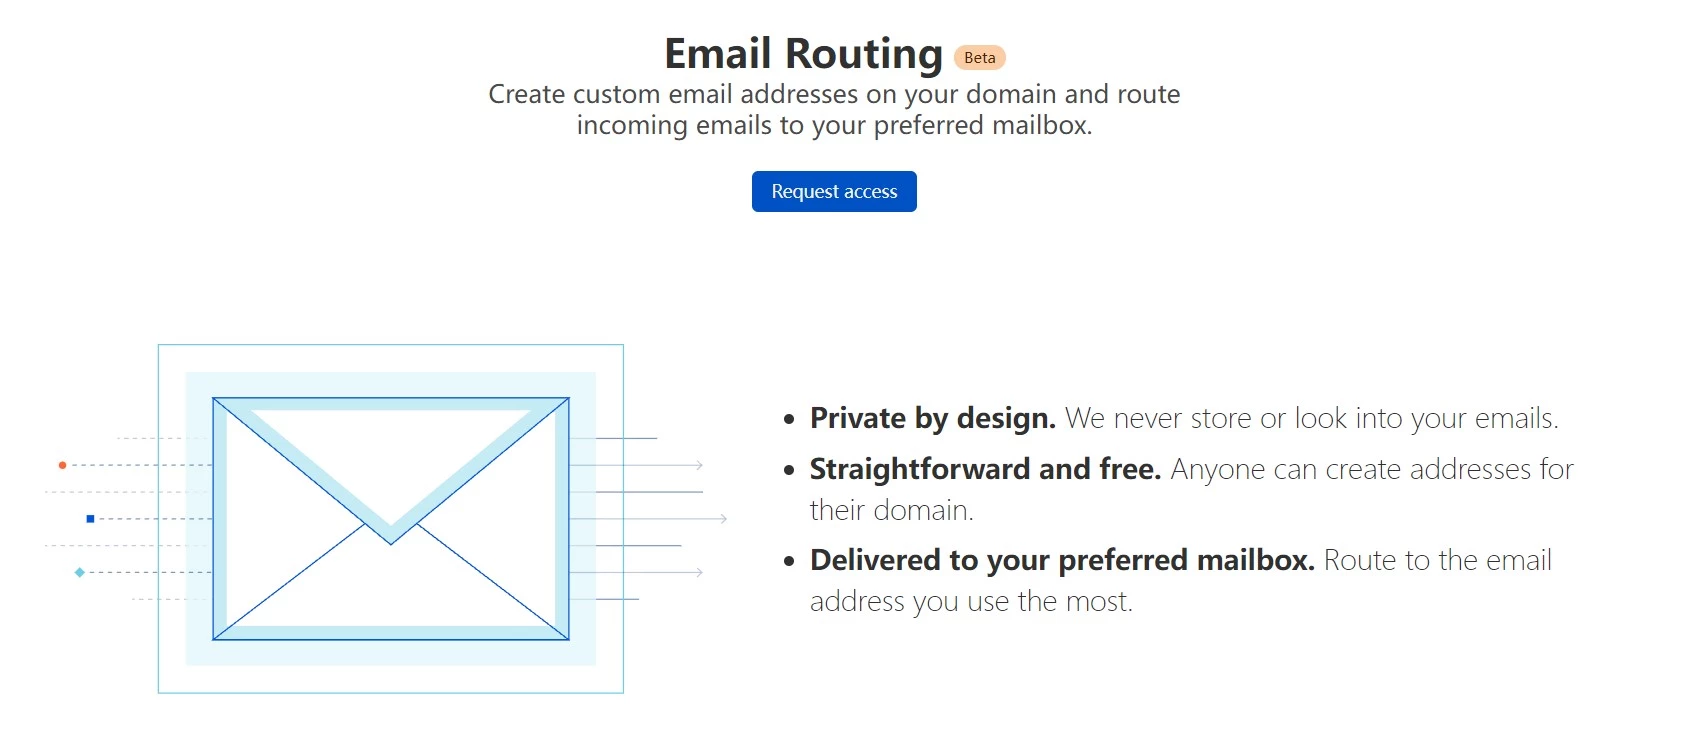 Email Routing Beta
Create custom email addresses on your domain and route
incoming emails to your preferred mailbox.
Request access
Private by design. We never store or look into your emails.
Straightforward and free. Anyone can create addresses for
their domain.
Delivered to your preferred mailbox. Route to the email
address you use the most.